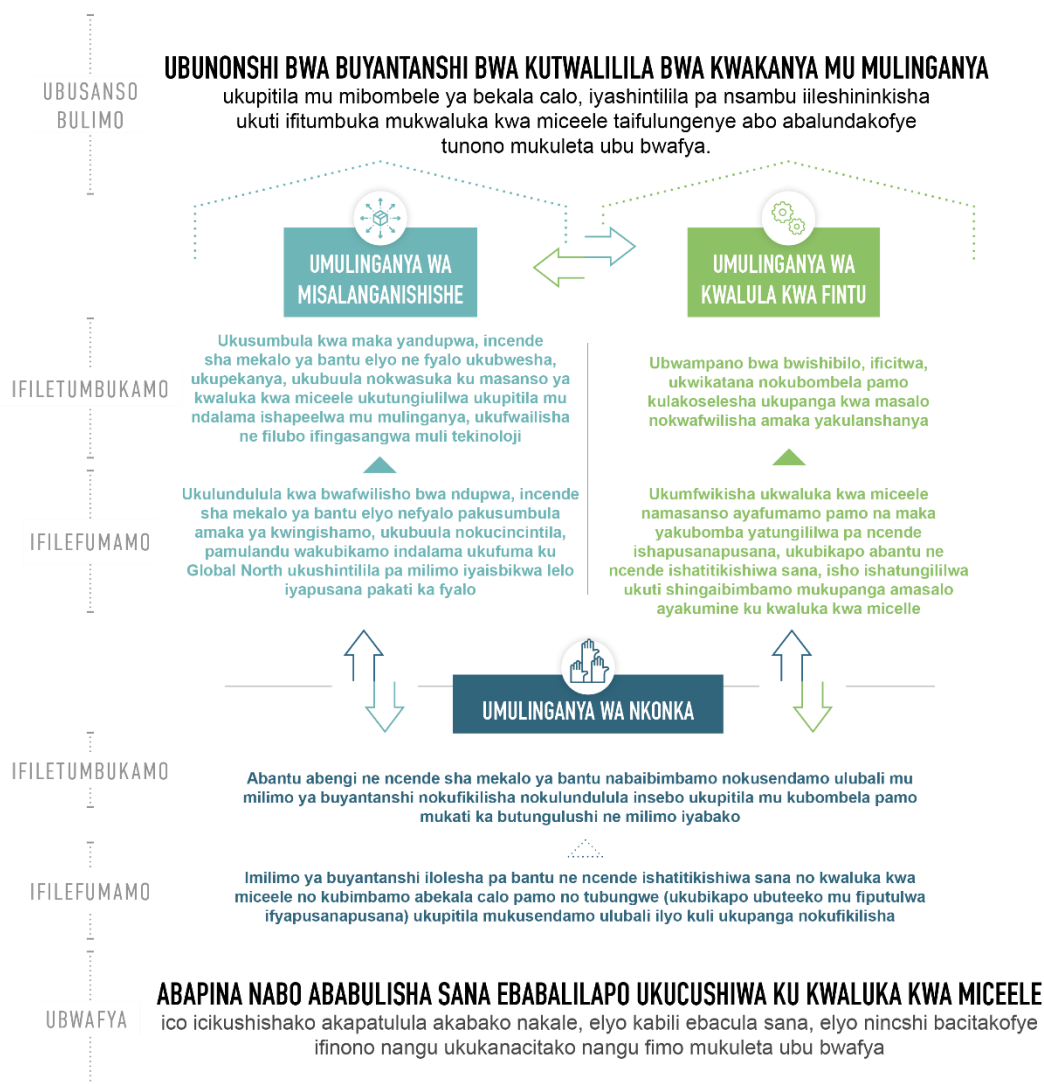 UBUSANSO
BULIMO
UBUNONSHI BWA BUYANTANSHI BWA KUTWALILILA BWA KWAKANYA MU MULINGANYA
ukupitila mu mibombele ya bekala calo, iyashintilila pa nsambu iileshininkisha
ukuti ifitumbuka mukwaluka kwa miceele taifulungenye abo abalundakofye
tunono mukuleta ubu bwafya.
UMULINGANYA WA
MISALANGANISHISHE
UMULINGANYA WA
KWALULA KWA FINTU
IFILETUMBUKAMO
Ukusumbula kwa maka yandupwa, incende
sha mekalo ya bantu elyo ne fyalo ukubwesha,
ukupekanya, ukubuula nokwasuka ku masanso ya
kwaluka kwa miceele ukutungiulilwa ukupitila mu
ndalama ishapeelwa mu mulinganya, ukufwailisha
ne filubo ifingasangwa muli tekinoloji
Ubwampano bwa bwishibilo, ificitwa,
ukwikatana nokubombela pamo
kulakoselesha ukupanga kwa masalo
nokwafwilisha amaka yakulanshanya
IFILEFUMAMO
Ukulundulula kwa bwafwilisho bwa ndupwa, incende
sha mekalo ya bantu elyo nefyalo pakusumbula
amaka ya kwingishamo, ukubuula nokucincintila,
pamulandu wakubikamo indalama ukufuma ku
Global North ukushintilila pa milimo iyaisbikwa lelo
iyapusana pakati ka fyalo
Ukumfwikisha ukwaluka kwa miceele
namasanso ayafumamo pamo na maka
yakubomba yatungililwa pa ncende
ishapusanapusana, ukubikapo abantu ne
ncende ishatitikishiwa sana, isho ishatungililwa
ukuti shingaibimbamo mukupanga amasalo
ayakumine ku kwaluka kwa micelle
UMULINGANYA WA NKONKA
IFILETUMBUKAMO
Abantu abengi ne ncende sha mekalo ya bantu nabaibimbamo nokusendamo ulubali mu
milimo ya buyantanshi nokufikilisha nokulundulula insebo ukupitila mu kubombela pamo
mukati ka butungulushi ne milimo iyabako
IFILEFUMAMO
Imilimo ya buyantanshi ilolesha pa bantu ne ncende ishatitikishiwa sana no kwaluka kwa
miceele no kubimbamo abekala calo pamo no tubungwe (ukubikapo ubuteeko mu fiputulwa
ifyapusanapusana) ukupitila mukusendamo ulubali ilyo kuli ukupanga nokufikilisha
UBWAFYA
ABAPINA NABO ABABULISHA SANA EBABALILAPO UKUCUSHIWA KU KWALUKA KWA MICEELE
ico icikushishako akapatulula akabako nakale, elyo kabili ebacula sana, elyo nincshi bacitakofye
ifinono nangu ukukanacitako nangu fimo mukuleta ubu bwafya